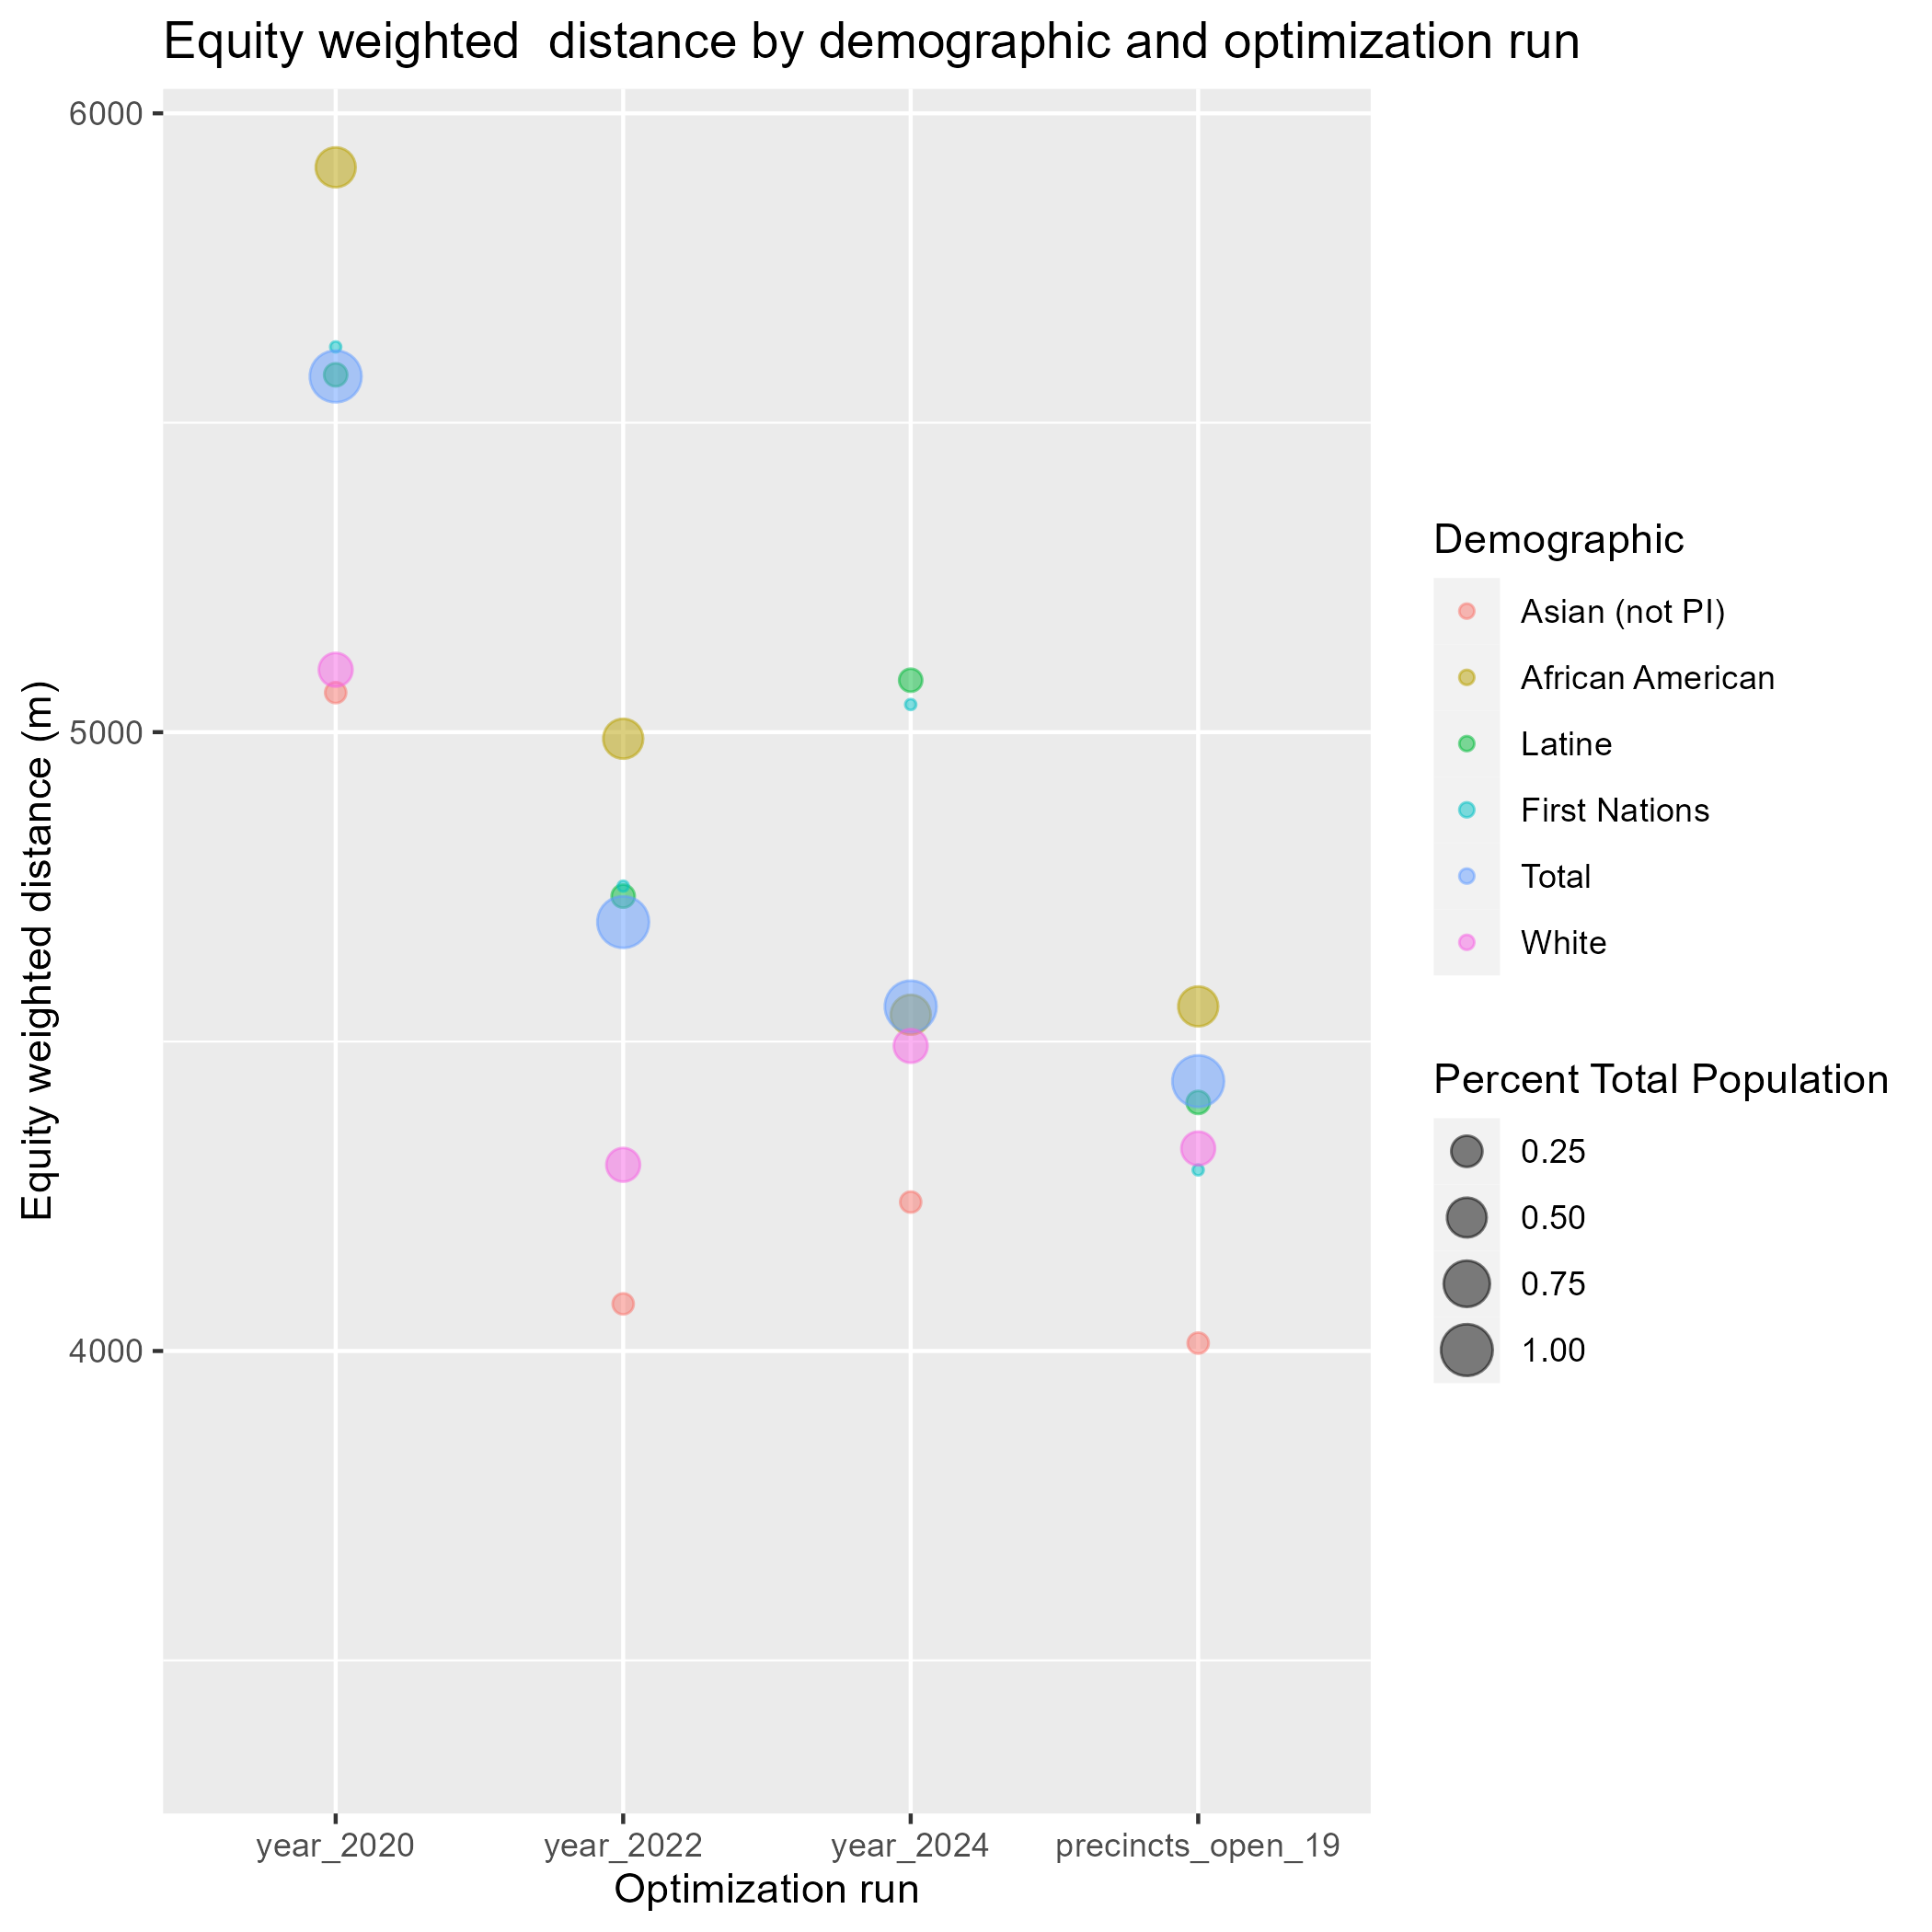 Equity weighted  distance by demographic and optimization run
Equity weighted distance (m)
6000
5000
4000
year_2020
year_2022
year_2024
precincts_open_19
Optimization run
Demographic
Asian (not PI)
African American
Latine
First Nations
Total
White
Percent Total Population
0.25
0.50
0.75
1.00